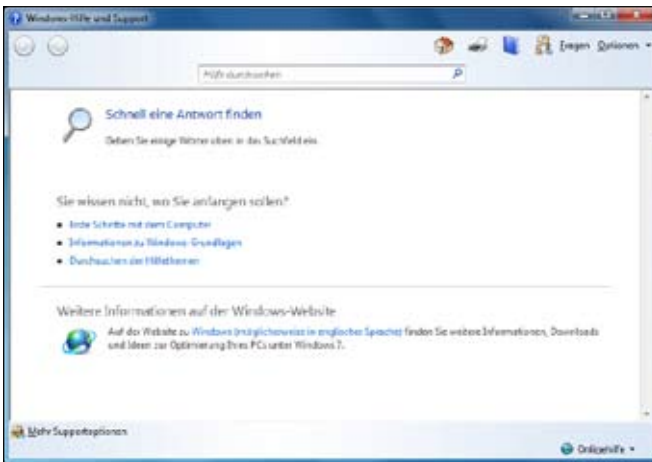 Windows-Hilfe und Support
Fragen Optionen
Hilfe durchsuchen
Schnell eine Antwort finden
Geben Sie einige Wörter oben in das Suchfeld ein.
Sie wissen nicht, wo Sie anfangen sollen?
Erste Schritte mit dem Computer
Informationen zu Windows-Grundlagen
Durchsuchen der Hilfethemen
Weitere Informationen auf der Windows-Website
Auf der Website zu Windows (möglicherweise in englischer Sprache) finden Sie weitere Informationen, Downloads
und Ideen zur Optimierung Ihres PCs unter Windows 7.
Mehr Supportoptionen
Onlinehilfe